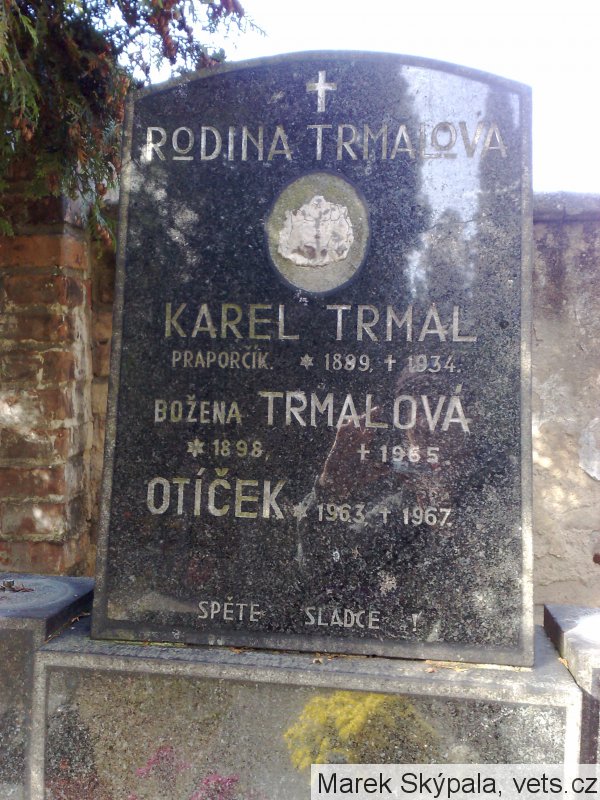 RODINA TRMALOVA
KAREL TRMAL
PRAPORČÍK. * 1889. + 1934.
BOŽENA TRMALOVÁ
* 1898, + 1965.
OTÍČEK * 1963. + 1967.
SPĚTE SLADCE !
Marek Skýpala, vets.cz